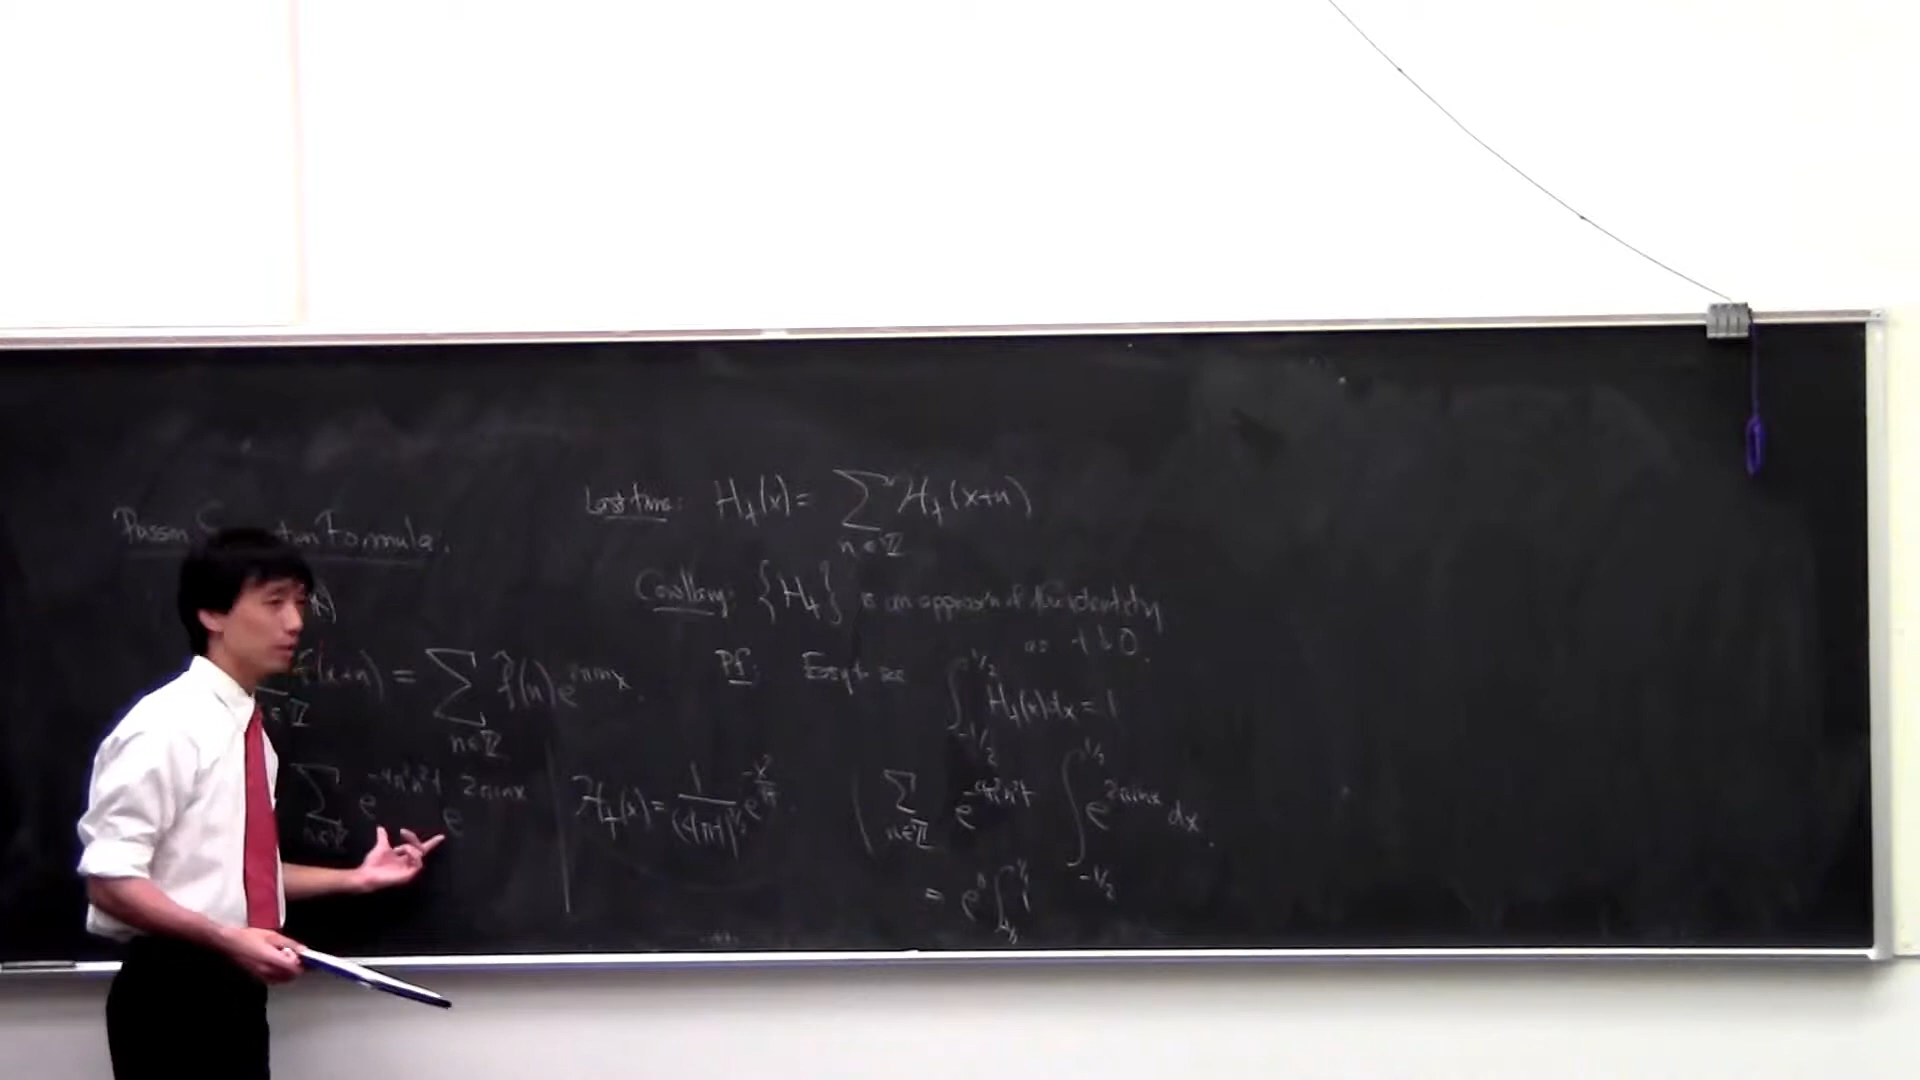 Poisson Summation Formula.
f(x+n) = ∑ f̂(n) e^{2πinx}.
n∈ℤ
∑ e^{-4π²n²t} e^{2πinx}
n∈ℤ
Last time: H_t(x) = ∑ ℋ_t(x+n)
n∈ℤ
Corollary: {H_t} is an approx'n of the identity
as t↓0.
Pf: Easy to see ∫_{-1/2}^{1/2} H_t(x)dx = 1
ℋ_t(x) = 1/(4πt)^{1/2} e^{-x²/4t}.
∑ e^{-4π²n²t} ∫_{-1/2}^{1/2} e^{2πinx} dx.
n∈ℤ
= e^0 ∫ 1